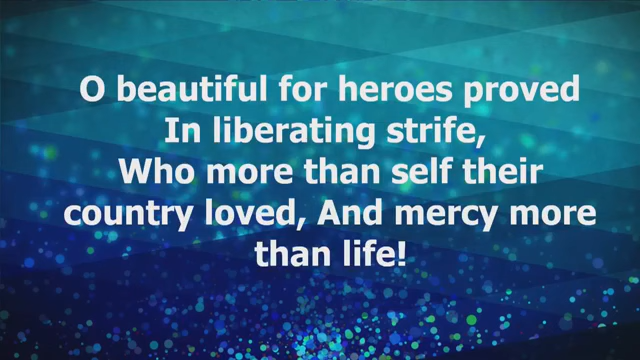 O beautiful for heroes proved
In liberating strife,
Who more than self their
country loved, And mercy more
than life!